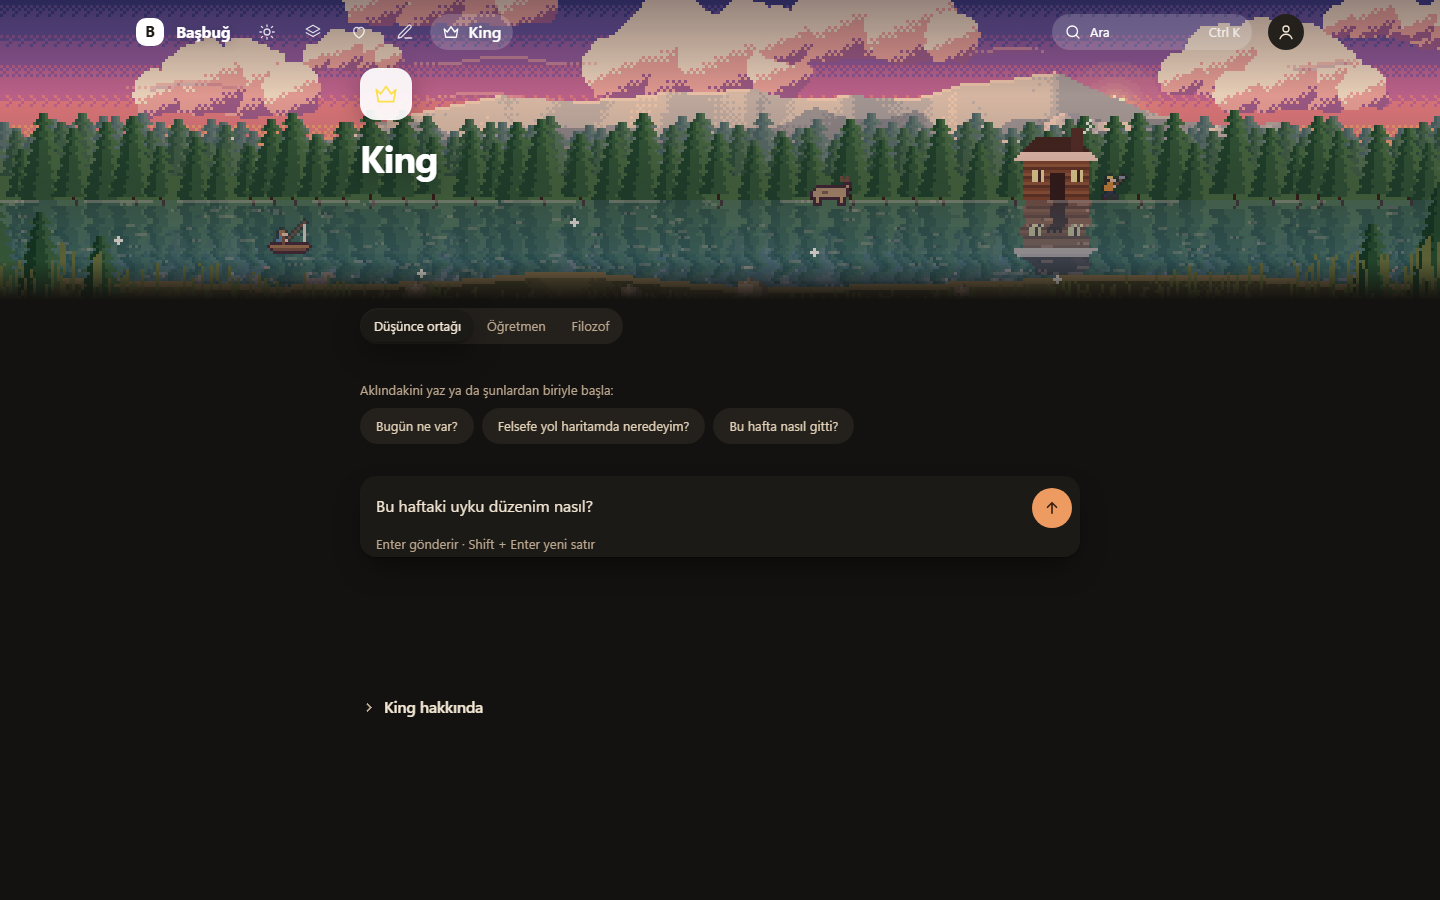 B Başbuğ King Ara Ctrl K
King
Düşünce ortağı Öğretmen Filozof
Aklındakini yaz ya da şunlardan biriyle başla:
Bugün ne var? Felsefe yol haritamda neredeyim? Bu hafta nasıl gitti?
Bu haftaki uyku düzenim nasıl?
Enter gönderir · Shift + Enter yeni satır
King hakkında